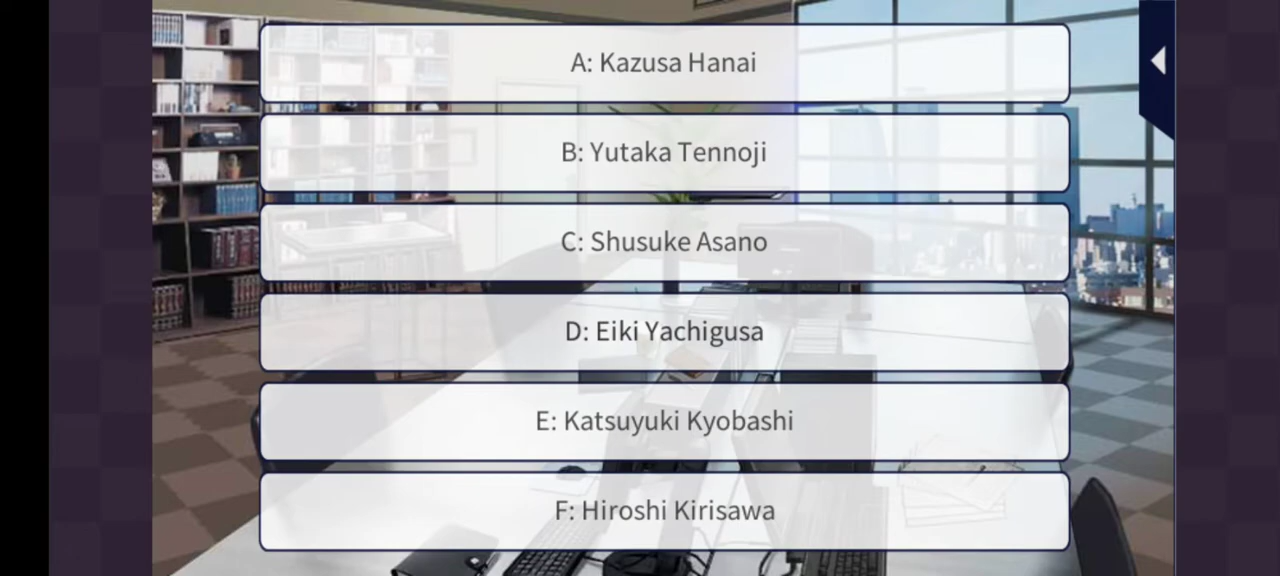 A: Kazusa Hanai
B: Yutaka Tennoji
C: Shusuke Asano
D: Eiki Yachigusa
E: Katsuyuki Kyobashi
F: Hiroshi Kirisawa